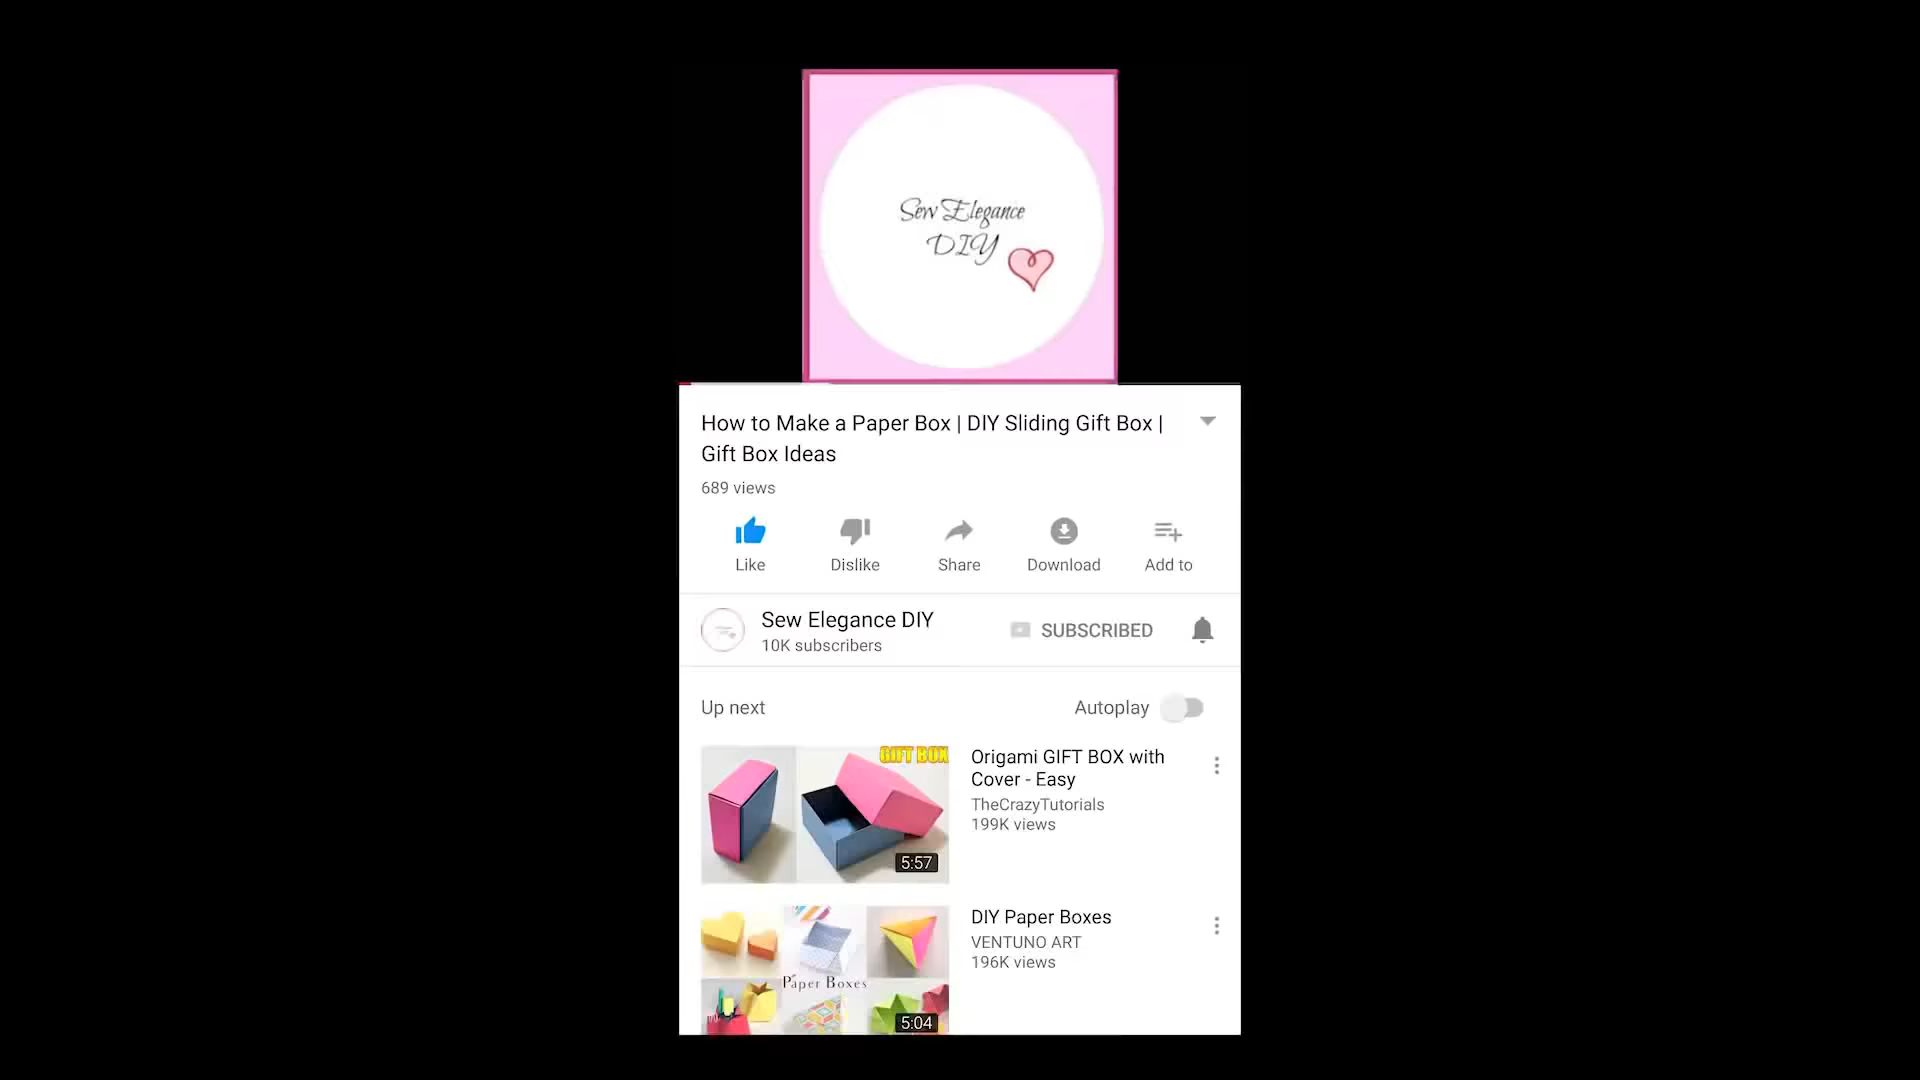 Sew Elegance
DIY
How to Make a Paper Box | DIY Sliding Gift Box |
Gift Box Ideas
689 views
Like
Dislike
Share
Download
Add to
Sew Elegance DIY
SUBSCRIBED
10K subscribers
Up next
Autoplay
GIFT BOX
5:57
Origami GIFT BOX with
Cover - Easy
TheCrazyTutorials
199K views
Paper Boxes
5:04
DIY Paper Boxes
VENTUNO ART
196K views